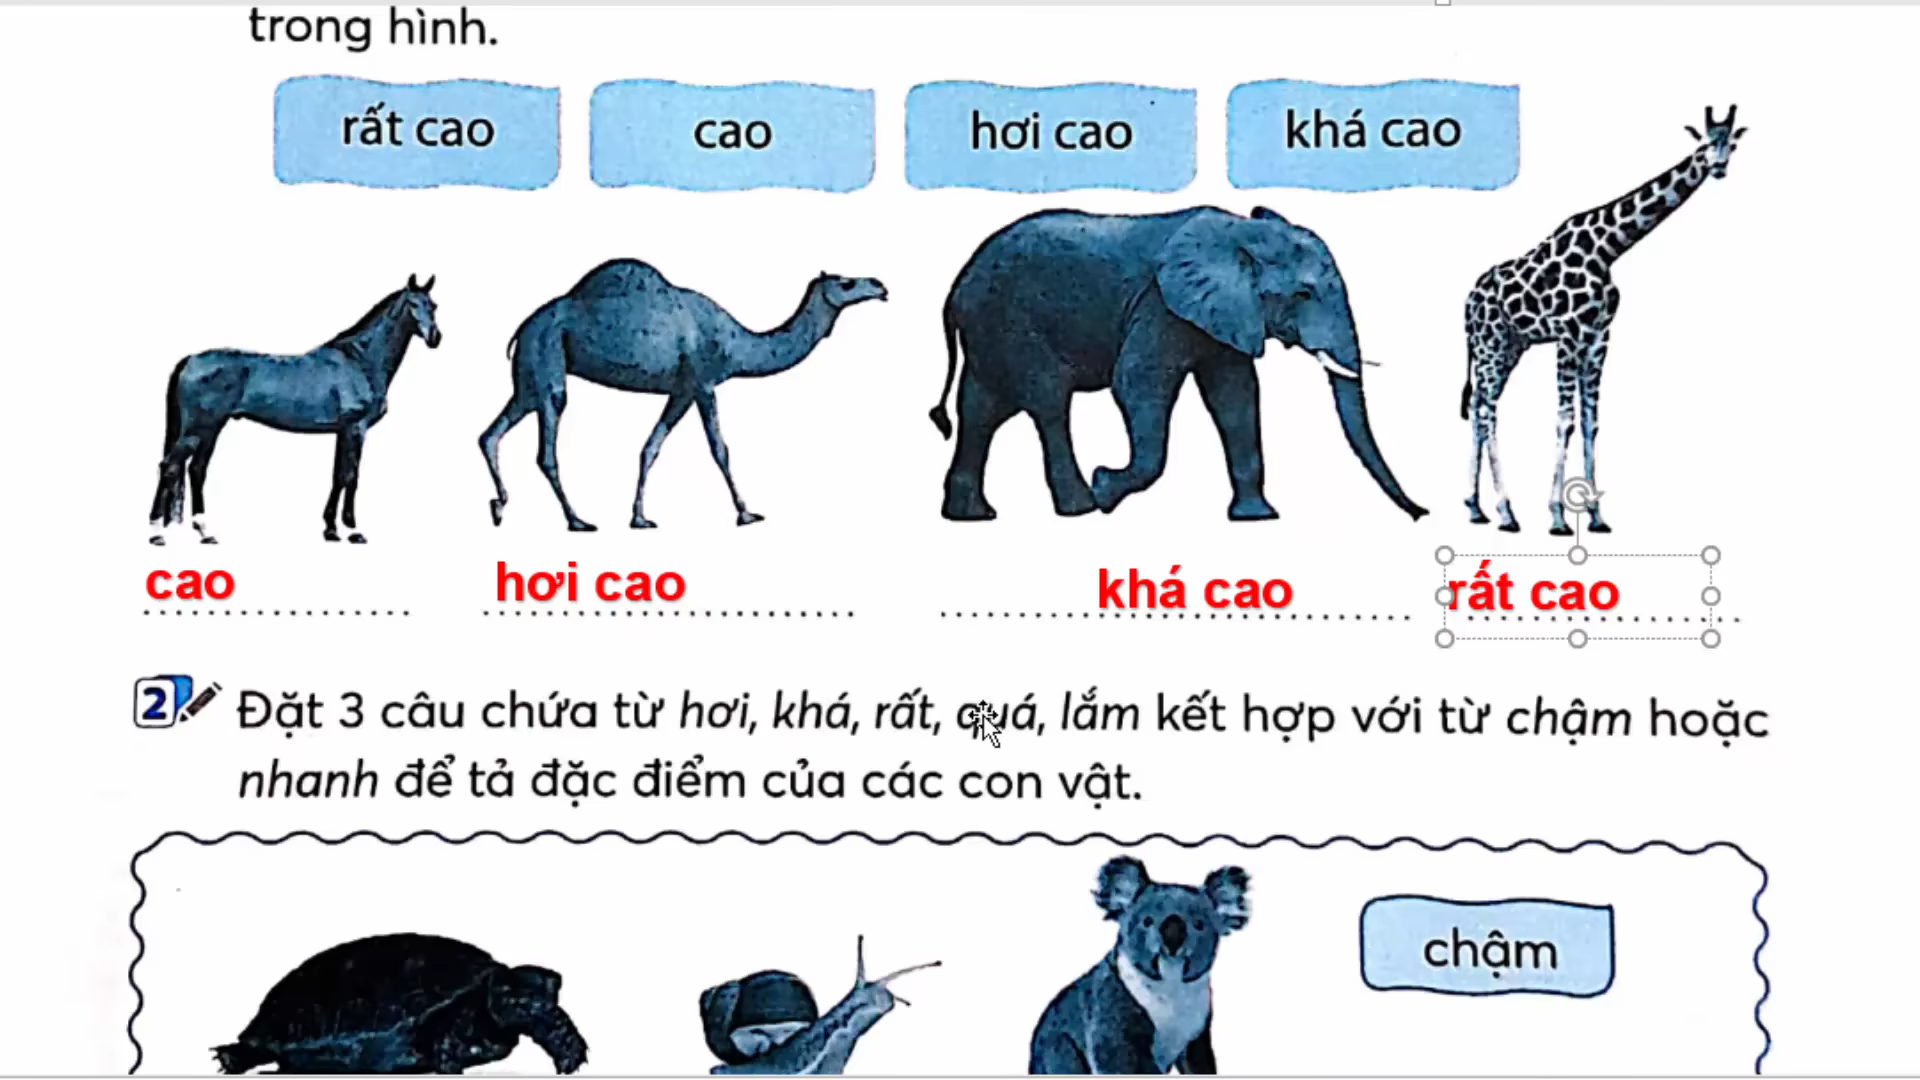 trong hình.
rất cao
cao
hơi cao
khá cao
cao
hơi cao
khá cao
rất cao
2
Đặt 3 câu chứa từ hơi, khá, rất, quá, lắm kết hợp với từ chậm hoặc
nhanh để tả đặc điểm của các con vật.
chậm